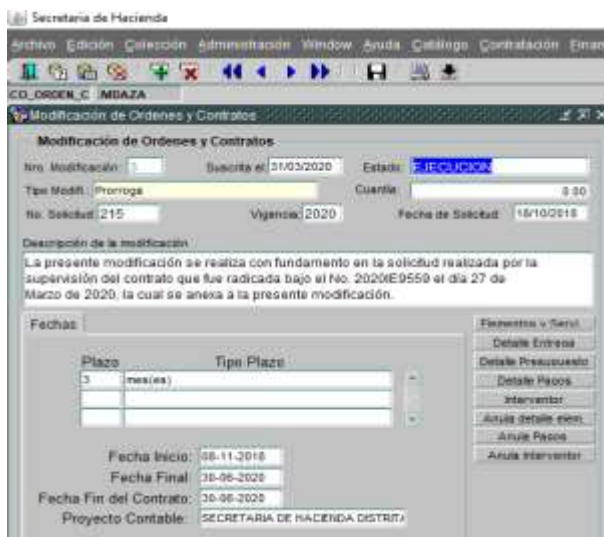 Secretaria de Hacienda
Archivo Edición Colección Administración Window Ayuda Catálogo Contratación Finan
CO_ORDEN_C MDAZA
Modificación de Ordenes y Contratos
Modificación de Ordenes y Contratos
Nro. Modificación: 1 Suscrita el: 31/03/2020 Estado: EJECUCION
Tipo Modifi.: Prorroga Cuantía: 0.00
No. Solicitud: 215 Vigencia: 2020 Fecha de Solicitud: 16/10/2018
Descripción de la modificación
La presente modificación se realiza con fundamento en la solicitud realizada por la
supervisión del contrato que fue radicada bajo el No. 2020IE9559 el día 27 de
Marzo de 2020, la cual se anexa a la presente modificación.
Fechas
Plazo Tipo Plazo
3 mes(es)
Fecha Inicio: 08-11-2018
Fecha Final: 30-06-2020
Fecha Fin del Contrato: 30-06-2020
Proyecto Contable: SECRETARIA DE HACIENDA DISTRIT
Elementos y Servi.
Detalle Entrega
Detalle Presupuesto
Detalle Pagos
Interventor
Anula detalle elem.
Anula Pagos
Anula Interventor